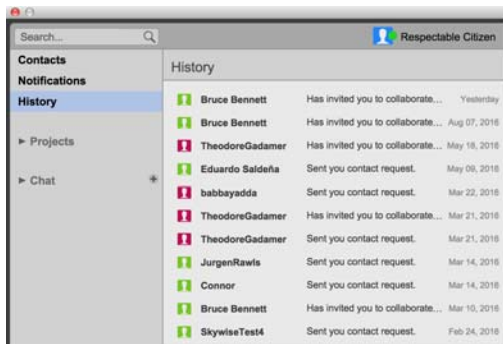 Search...
Respectable Citizen
Contacts
Notifications
History
▸ Projects
▸ Chat +
History
Bruce Bennett Has invited you to collaborate... Yesterday
Bruce Bennett Has invited you to collaborate... Aug 07, 2016
TheodoreGadamer Has invited you to collaborate... May 18, 2016
Eduardo Saldeña Sent you contact request. May 09, 2016
babbayadda Sent you contact request. Mar 22, 2016
TheodoreGadamer Has invited you to collaborate... Mar 21, 2016
TheodoreGadamer Sent you contact request. Mar 21, 2016
JurgenRawls Sent you contact request. Mar 14, 2016
Connor Sent you contact request. Mar 14, 2016
Bruce Bennett Has invited you to collaborate... Mar 10, 2016
SkywiseTest4 Sent you contact request. Feb 24, 2016